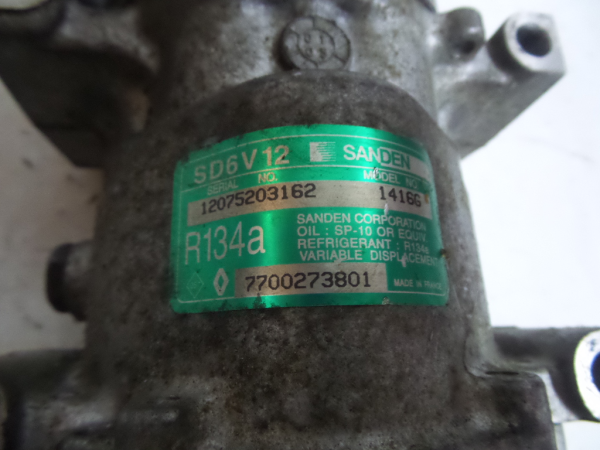 SD6V12 SANDEN
SERIAL NO. MODEL NO.
12075203162 1416G
R134a
SANDEN CORPORATION
OIL : SP-10 OR EQUIV.
REFRIGERANT : R134a
VARIABLE DISPLACEMENT
7700273801
MADE IN FRANCE